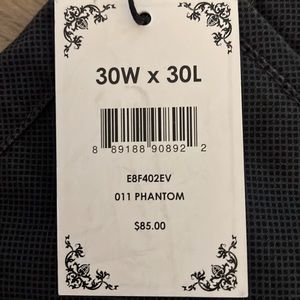 30W x 30L
8 89188 90892 2
E8F402EV
011 PHANTOM
$85.00